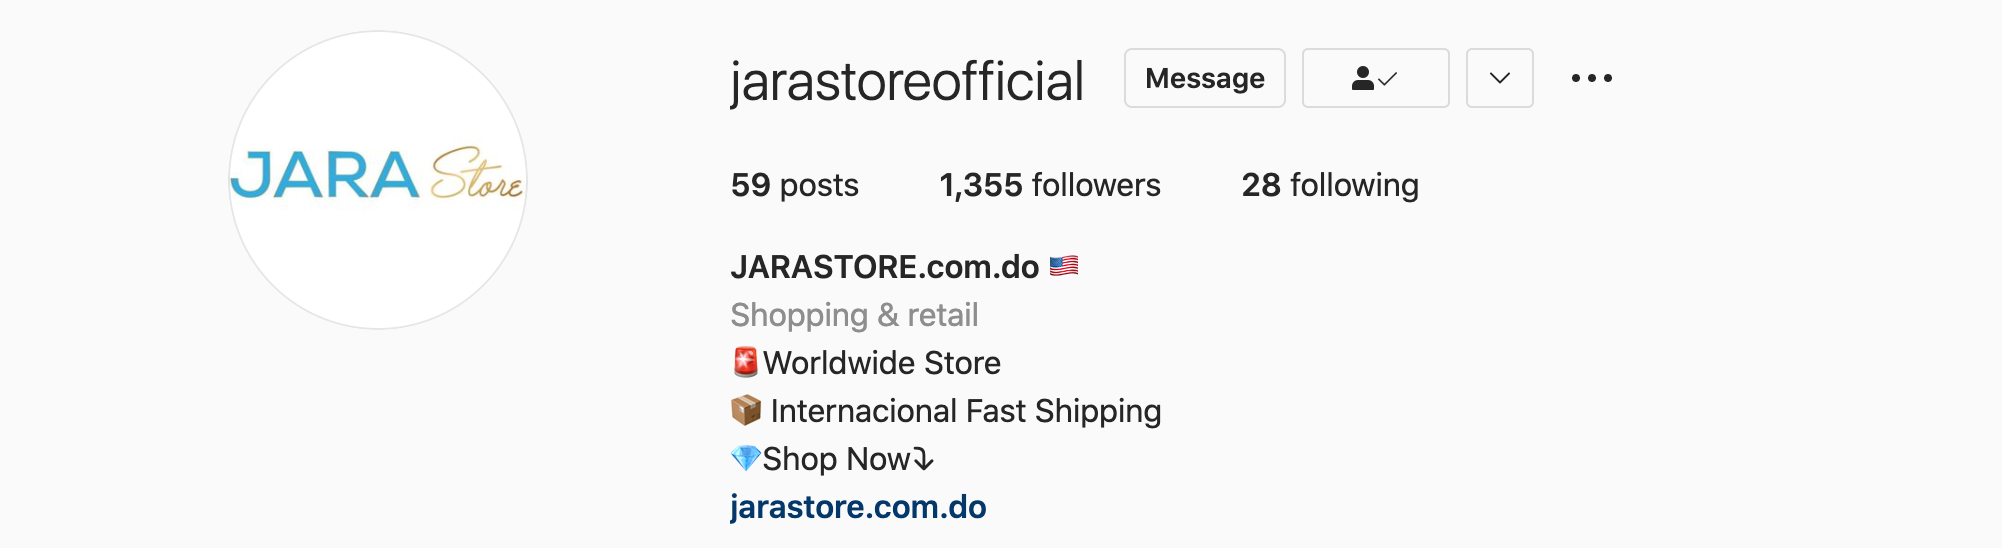 JARA Store
jarastoreofficial Message
59 posts 1,355 followers 28 following
JARASTORE.com.do 🇺🇸
Shopping & retail
🚨Worldwide Store
📦 Internacional Fast Shipping
💎Shop Now⤵
jarastore.com.do